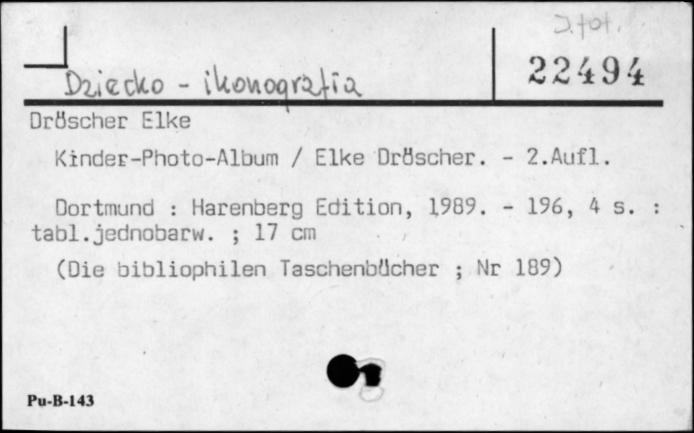 J. fot.
22494
Dziecko - ikonografia
Dröscher Elke
Kinder-Photo-Album / Elke Dröscher. - 2.Aufl.
Dortmund : Harenberg Edition, 1989. - 196, 4 s. :
tabl.jednobarw. ; 17 cm
(Die bibliophilen Taschenbücher ; Nr 189)
Pu-B-143